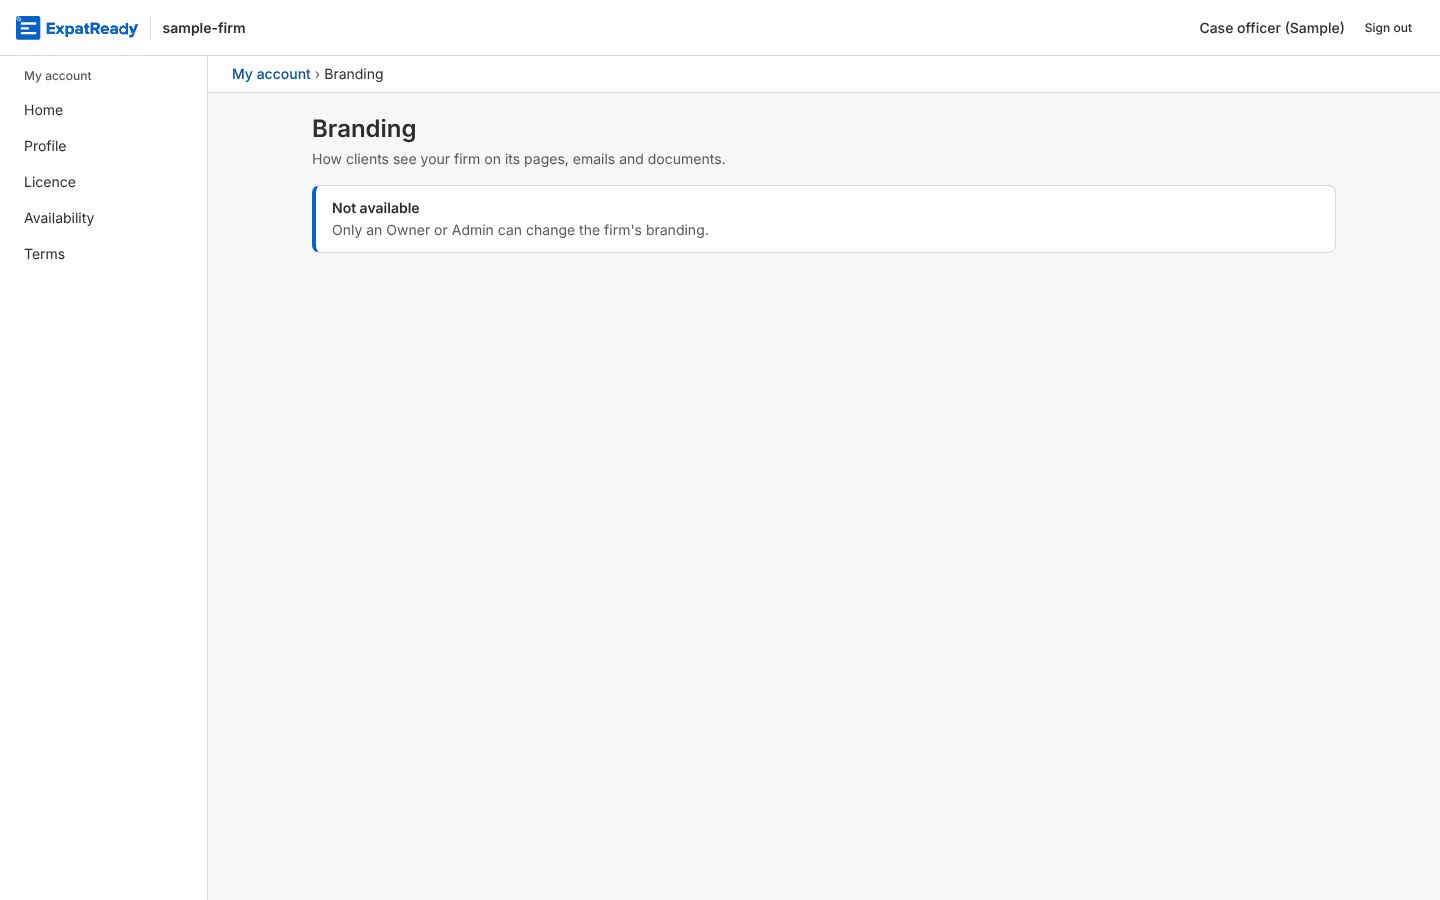 ExpatReady
sample-firm
Case officer (Sample)
Sign out
My account
Home
Profile
Licence
Availability
Terms
My account › Branding
Branding
How clients see your firm on its pages, emails and documents.
Not available
Only an Owner or Admin can change the firm's branding.